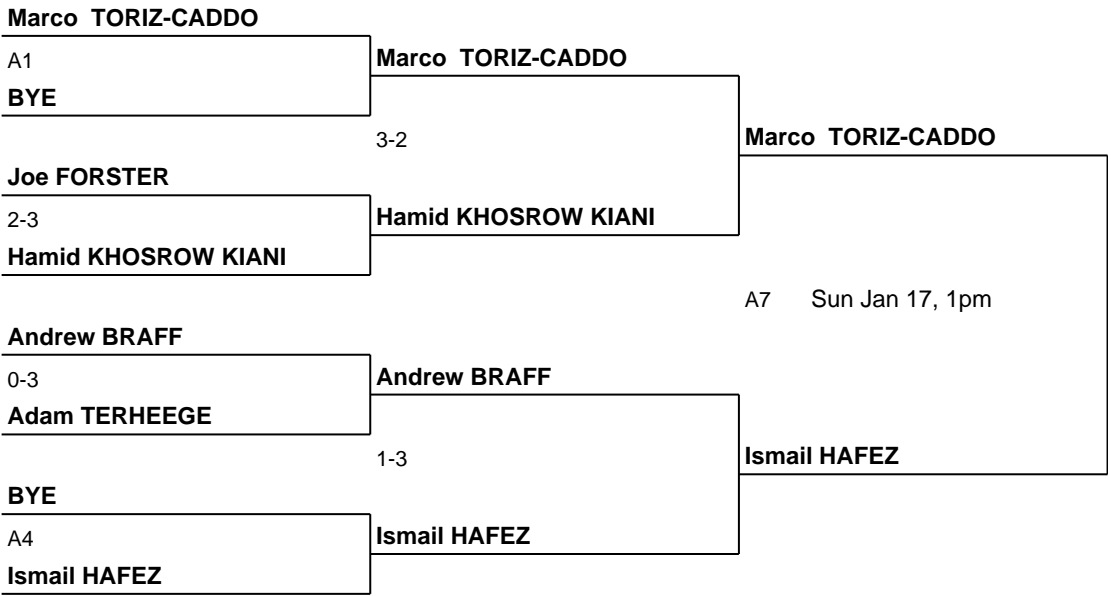 Marco  TORIZ-CADDO
A1
Marco  TORIZ-CADDO
BYE
3-2
Marco  TORIZ-CADDO
Joe FORSTER
2-3
Hamid KHOSROW KIANI
Hamid KHOSROW KIANI
A7 Sun Jan 17, 1pm
Andrew BRAFF
0-3
Andrew BRAFF
Adam TERHEEGE
1-3
Ismail HAFEZ
BYE
A4
Ismail HAFEZ
Ismail HAFEZ